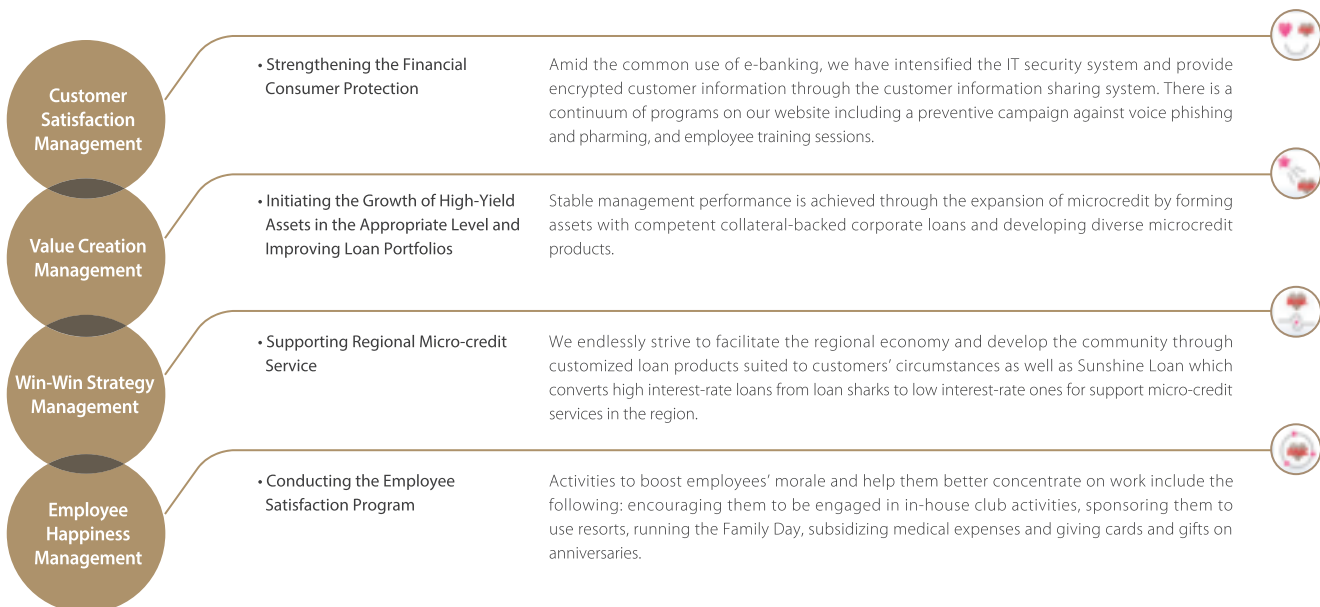 Customer
Satisfaction
Management
• Strengthening the Financial
Consumer Protection
Amid the common use of e-banking, we have intensified the IT security system and provide
encrypted customer information through the customer information sharing system. There is a
continuum of programs on our website including a preventive campaign against voice phishing
and pharming, and employee training sessions.
Value Creation
Management
• Initiating the Growth of High-Yield
Assets in the Appropriate Level and
Improving Loan Portfolios
Stable management performance is achieved through the expansion of microcredit by forming
assets with competent collateral-backed corporate loans and developing diverse microcredit
products.
Win-Win Strategy
Management
• Supporting Regional Micro-credit
Service
We endlessly strive to facilitate the regional economy and develop the community through
customized loan products suited to customers’ circumstances as well as Sunshine Loan which
converts high interest-rate loans from loan sharks to low interest-rate ones for support micro-credit
services in the region.
Employee
Happiness
Management
• Conducting the Employee
Satisfaction Program
Activities to boost employees’ morale and help them better concentrate on work include the
following: encouraging them to be engaged in in-house club activities, sponsoring them to
use resorts, running the Family Day, subsidizing medical expenses and giving cards and gifts on
anniversaries.